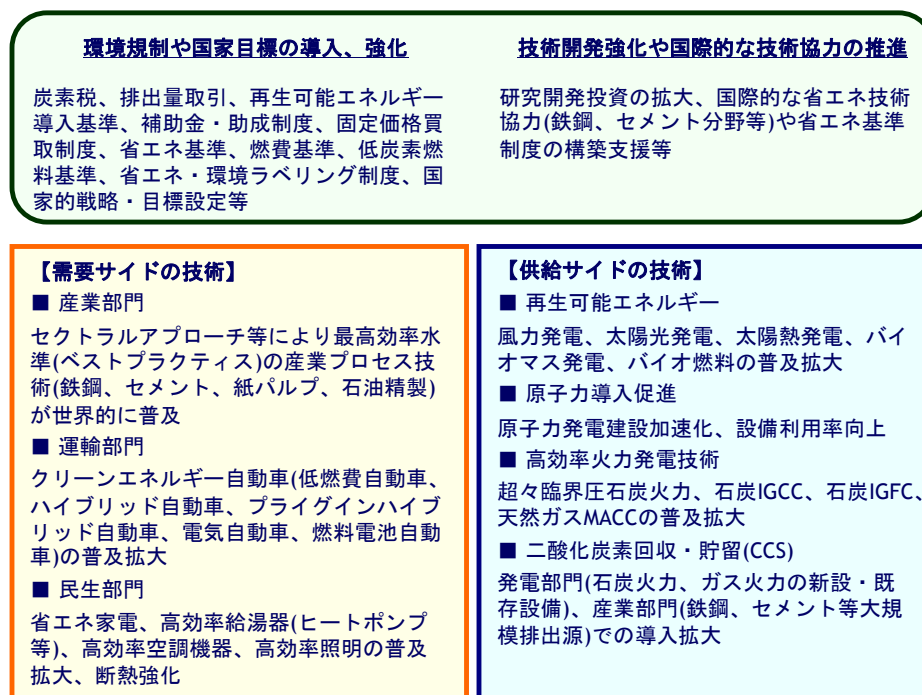 環境規制や国家目標の導入、強化
炭素税、排出量取引、再生可能エネルギー
導入基準、補助金・助成制度、固定価格買
取制度、省エネ基準、燃費基準、低炭素燃
料基準、省エネ・環境ラベリング制度、国
家的戦略・目標設定等
技術開発強化や国際的な技術協力の推進
研究開発投資の拡大、国際的な省エネ技術
協力(鉄鋼、セメント分野等)や省エネ基準
制度の構築支援等
【需要サイドの技術】
■ 産業部門
セクトラルアプローチ等により最高効率水
準(ベストプラクティス)の産業プロセス技
術(鉄鋼、セメント、紙パルプ、石油精製)
が世界的に普及
■ 運輸部門
クリーンエネルギー自動車(低燃費自動車、
ハイブリッド自動車、プライグインハイブ
リッド自動車、電気自動車、燃料電池自動
車)の普及拡大
■ 民生部門
省エネ家電、高効率給湯器(ヒートポンプ
等)、高効率空調機器、高効率照明の普及
拡大、断熱強化
【供給サイドの技術】
■ 再生可能エネルギー
風力発電、太陽光発電、太陽熱発電、バイ
オマス発電、バイオ燃料の普及拡大
■ 原子力導入促進
原子力発電建設加速化、設備利用率向上
■ 高効率火力発電技術
超々臨界圧石炭火力、石炭IGCC、石炭IGFC、
天然ガスMACCの普及拡大
■ 二酸化炭素回収・貯留(CCS)
発電部門(石炭火力、ガス火力の新設・既
存設備)、産業部門(鉄鋼、セメント等大規
模排出源)での導入拡大